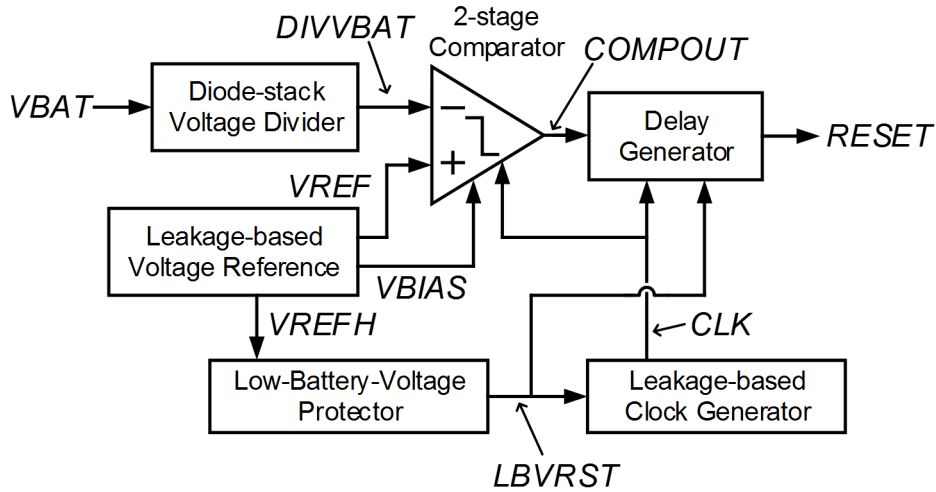 DIVVBAT
2-stage
Comparator
COMPOUT
VBAT
Diode-stack
Voltage Divider
−
+
Delay
Generator
RESET
VREF
Leakage-based
Voltage Reference
VBIAS
VREFH
CLK
Low-Battery-Voltage
Protector
Leakage-based
Clock Generator
LBVRST